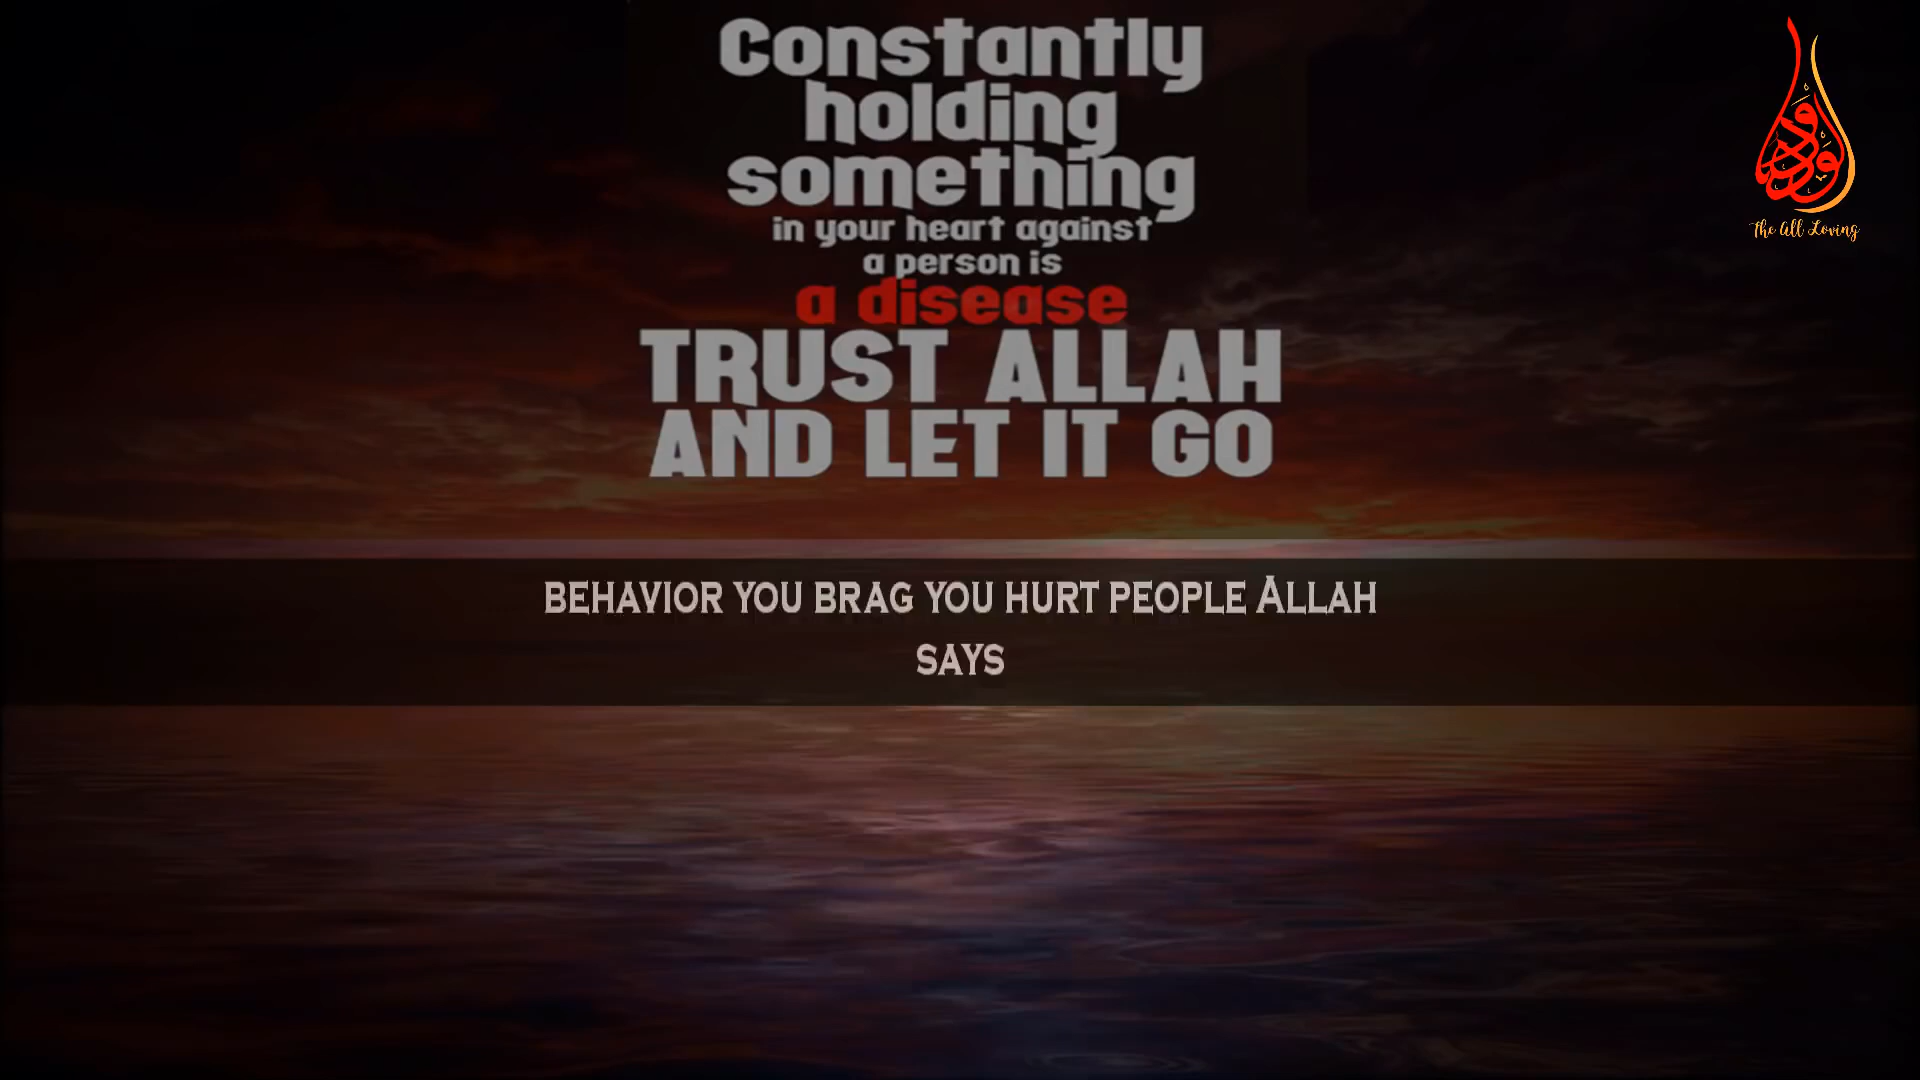 Constantly
holding
something
in your heart against
a person is
a disease
TRUST ALLAH
AND LET IT GO
الودود
The All Loving
BEHAVIOR YOU BRAG YOU HURT PEOPLE ALLAH
SAYS